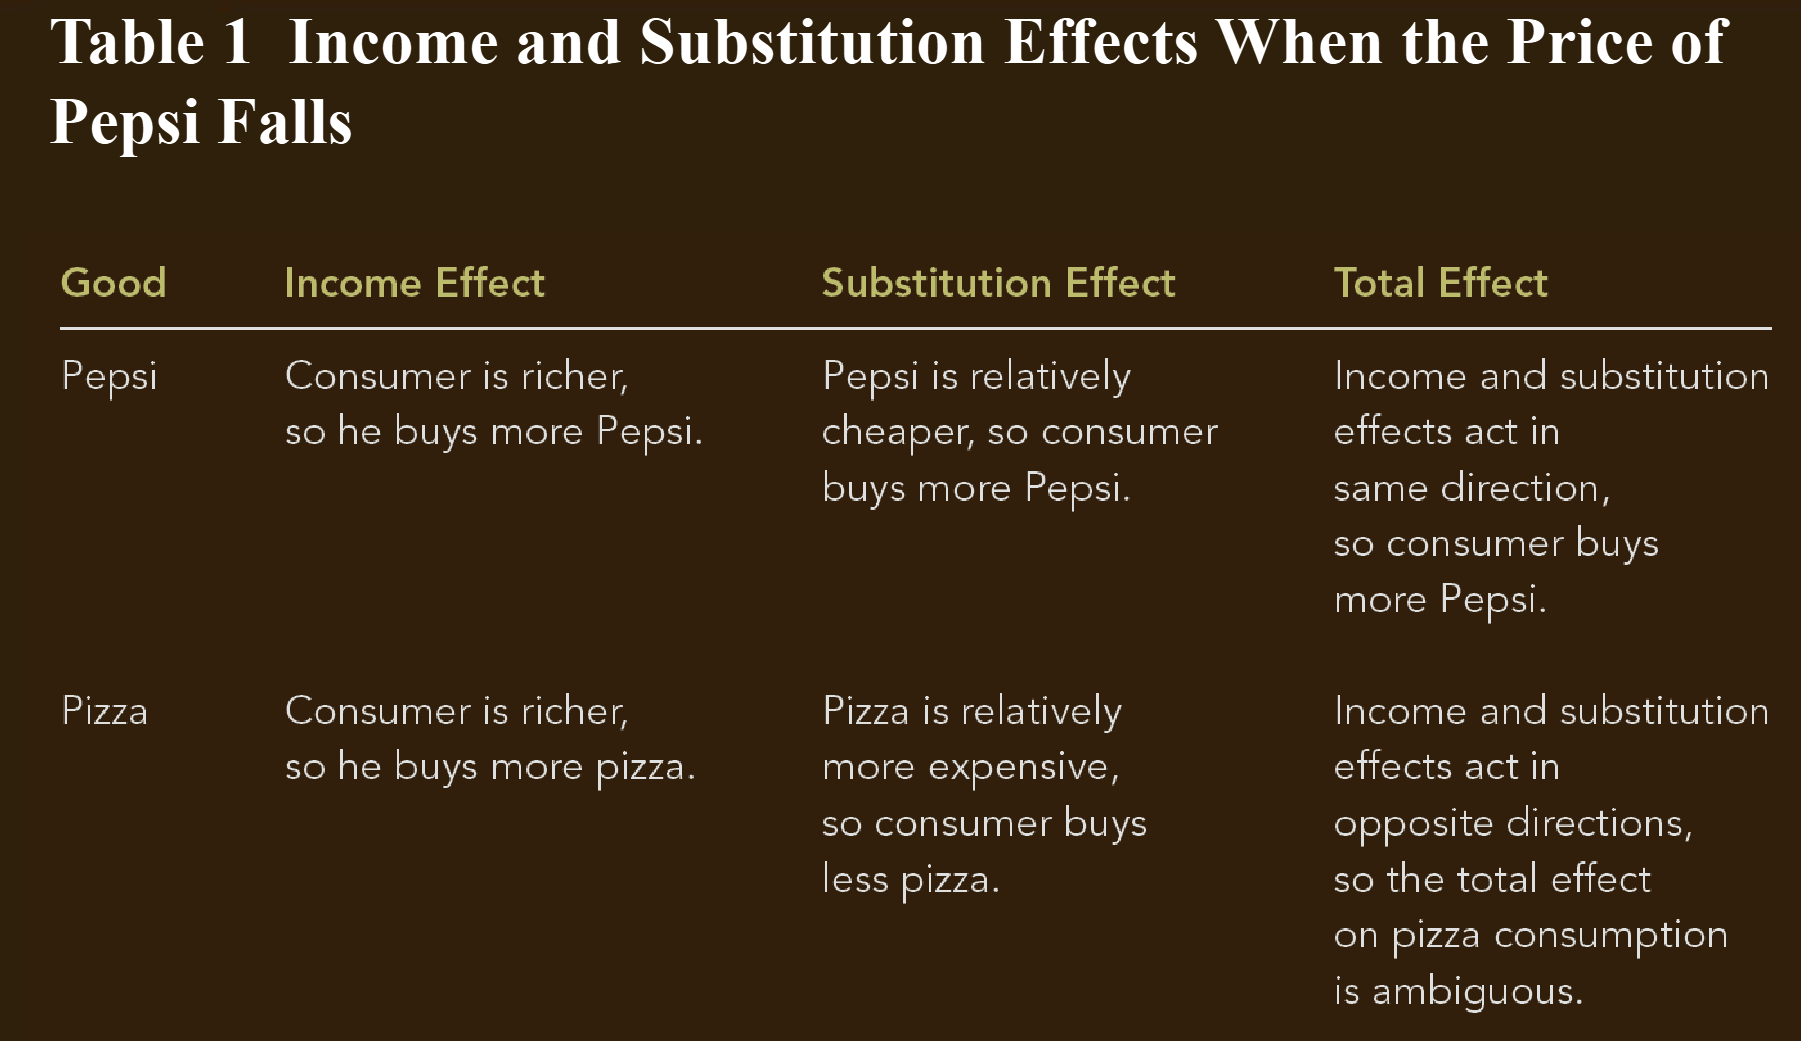 Table 1 Income and Substitution Effects When the Price of
Pepsi Falls
Good Income Effect Substitution Effect Total Effect
Pepsi
Consumer is richer,
so he buys more Pepsi.
Pepsi is relatively
cheaper, so consumer
buys more Pepsi.
Income and substitution
effects act in
same direction,
so consumer buys
more Pepsi.
Pizza
Consumer is richer,
so he buys more pizza.
Pizza is relatively
more expensive,
so consumer buys
less pizza.
Income and substitution
effects act in
opposite directions,
so the total effect
on pizza consumption
is ambiguous.